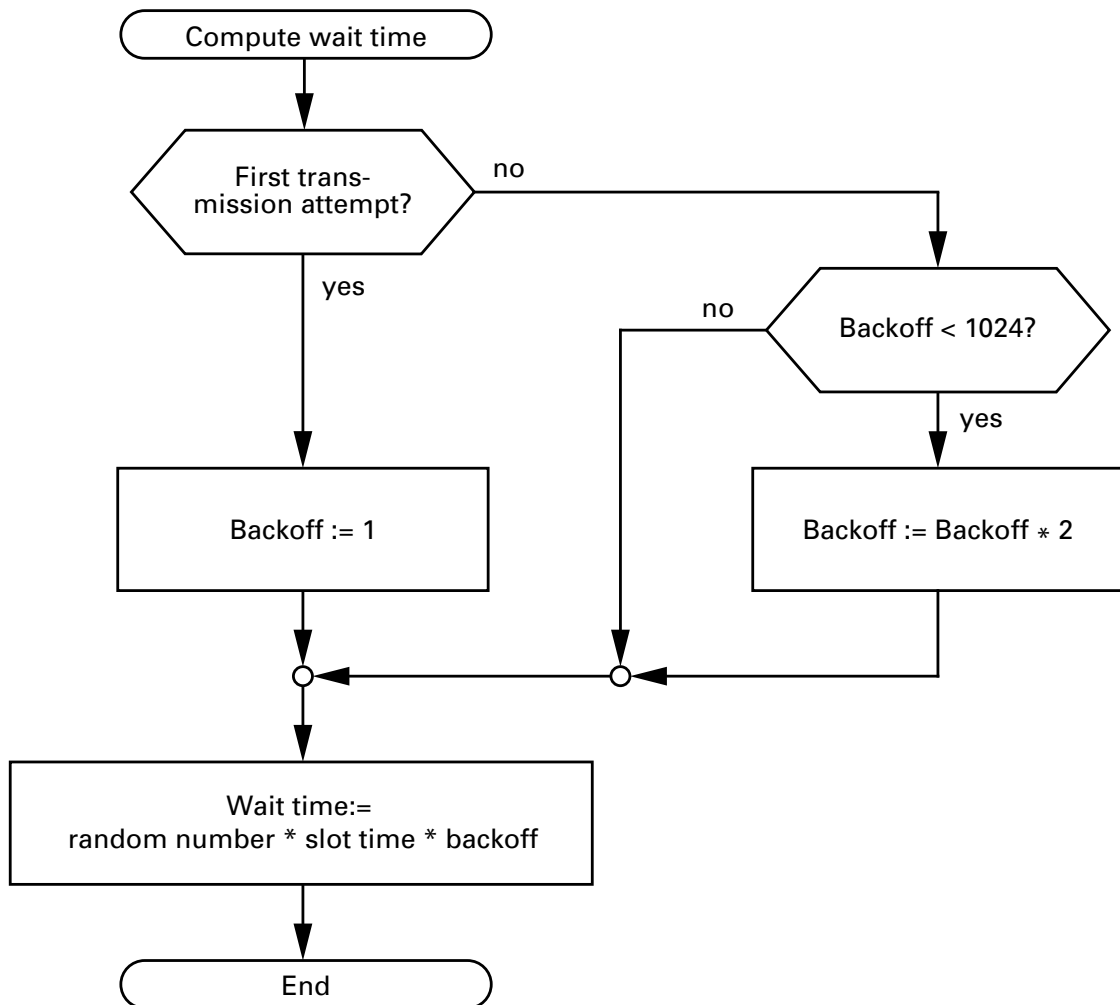 Compute wait time
First trans-
mission attempt?
no
yes
no
Backoff < 1024?
yes
Backoff := 1
Backoff := Backoff * 2
Wait time:=
random number * slot time * backoff
End